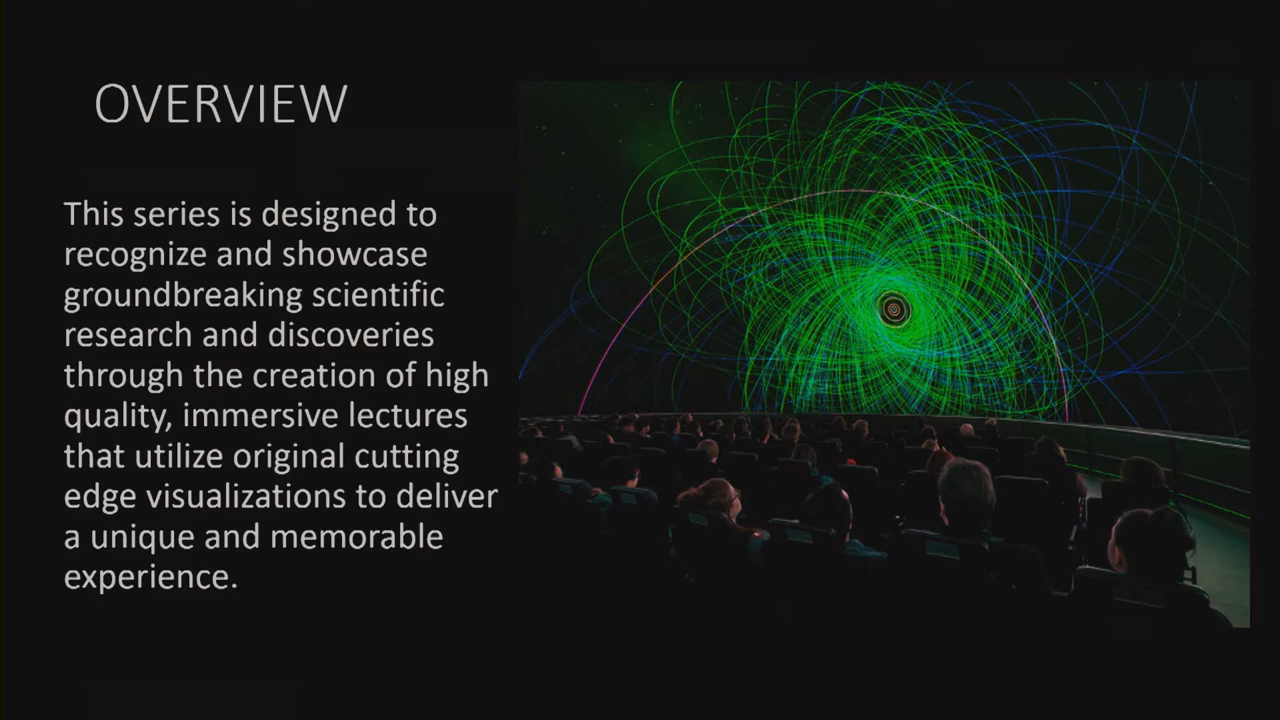 OVERVIEW
This series is designed to
recognize and showcase
groundbreaking scientific
research and discoveries
through the creation of high
quality, immersive lectures
that utilize original cutting
edge visualizations to deliver
a unique and memorable
experience.